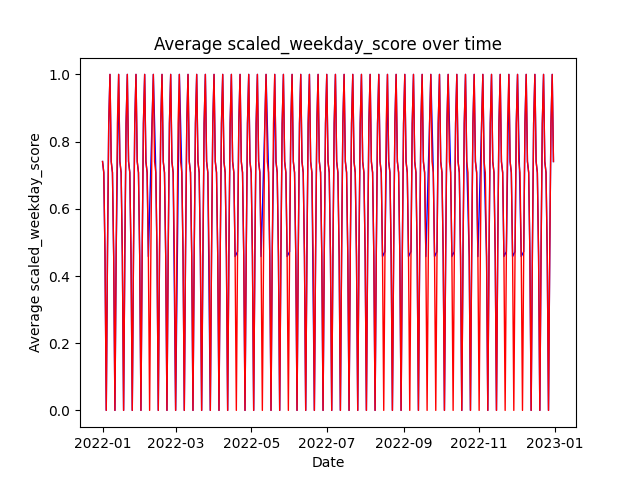 Average scaled_weekday_score over time
Average scaled_weekday_score
1.0
0.8
0.6
0.4
0.2
0.0
2022-01 2022-03 2022-05 2022-07 2022-09 2022-11 2023-01
Date